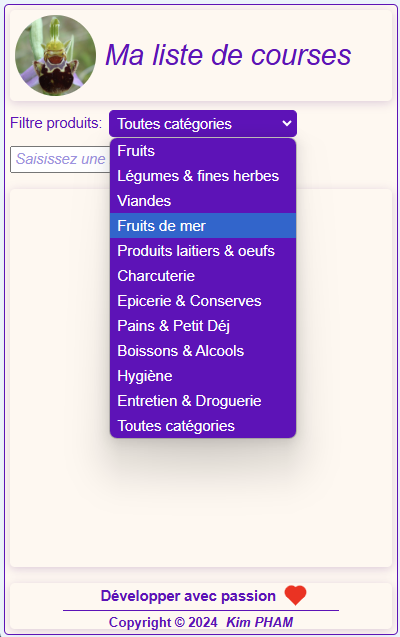 Ma liste de courses
Filtre produits: Toutes catégories
Saisissez une
Fruits
Légumes & fines herbes
Viandes
Fruits de mer
Produits laitiers & oeufs
Charcuterie
Epicerie & Conserves
Pains & Petit Déj
Boissons & Alcools
Hygiène
Entretien & Droguerie
Toutes catégories
Développer avec passion
Copyright © 2024 Kim PHAM